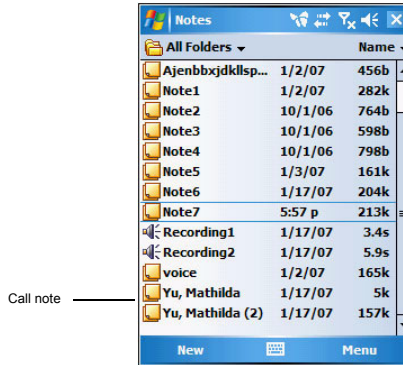 Notes
All Folders Name
Ajenbbxjdkllsp... 1/2/07 456b
Note1 1/2/07 282k
Note2 10/1/06 764b
Note3 10/1/06 598b
Note4 10/1/06 798b
Note5 1/3/07 161k
Note6 1/17/07 204k
Note7 5:57 p 213k
Recording1 1/17/07 3.4s
Recording2 1/17/07 5.9s
voice 1/2/07 165k
Call note Yu, Mathilda 1/17/07 5k
Yu, Mathilda (2) 1/17/07 157k
New Menu